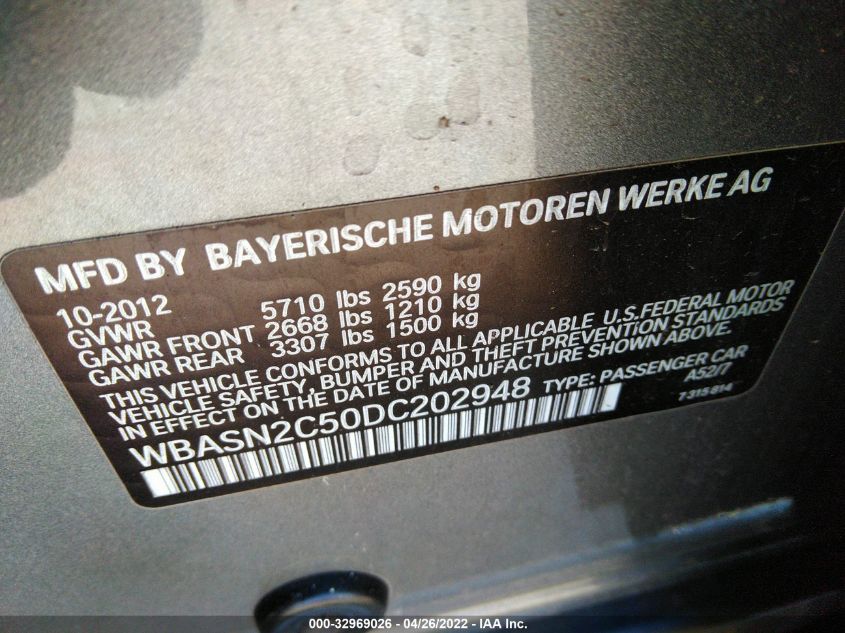 MFD BY BAYERISCHE MOTOREN WERKE AG
10-2012
GVWR 5710 lbs 2590 kg
GAWR FRONT 2668 lbs 1210 kg
GAWR REAR 3307 lbs 1500 kg
THIS VEHICLE CONFORMS TO ALL APPLICABLE U.S.FEDERAL MOTOR
VEHICLE SAFETY, BUMPER AND THEFT PREVENTION STANDARDS
IN EFFECT ON THE DATE OF MANUFACTURE SHOWN ABOVE.
WBASN2C50DC202948 TYPE: PASSENGER CAR
A52/7
7 315 814
000-32969026 - 04/26/2022 - IAA Inc.